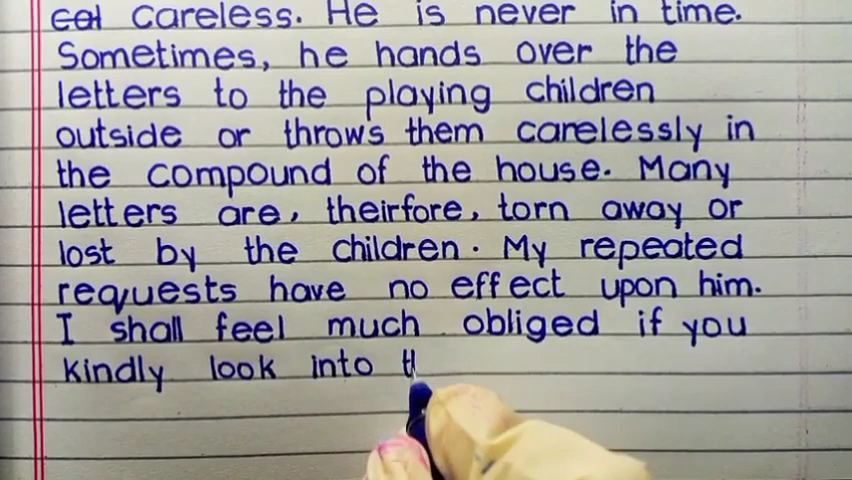 careless. He is never in time.
Sometimes, he hands over the
letters to the playing children
outside or throws them carelessly in
the compound of the house. Many
letters are, theirfore, torn away or
lost by the children. My repeated
requests have no effect upon him.
I shall feel much obliged if you
kindly look into t